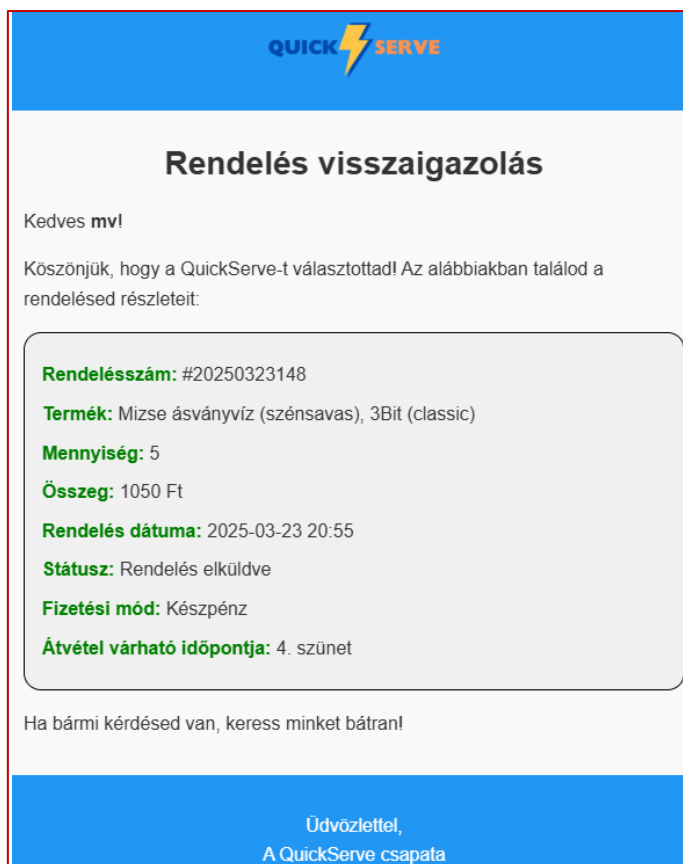 QUICK SERVE
Rendelés visszaigazolás
Kedves mv!
Köszönjük, hogy a QuickServe-t választottad! Az alábbiakban találod a
rendelésed részleteit:
Rendelésszám: #20250323148
Termék: Mizse ásványvíz (szénsavas), 3Bit (classic)
Mennyiség: 5
Összeg: 1050 Ft
Rendelés dátuma: 2025-03-23 20:55
Státusz: Rendelés elküldve
Fizetési mód: Készpénz
Átvétel várható időpontja: 4. szünet
Ha bármi kérdésed van, keress minket bátran!
Üdvözlettel,
A QuickServe csapata